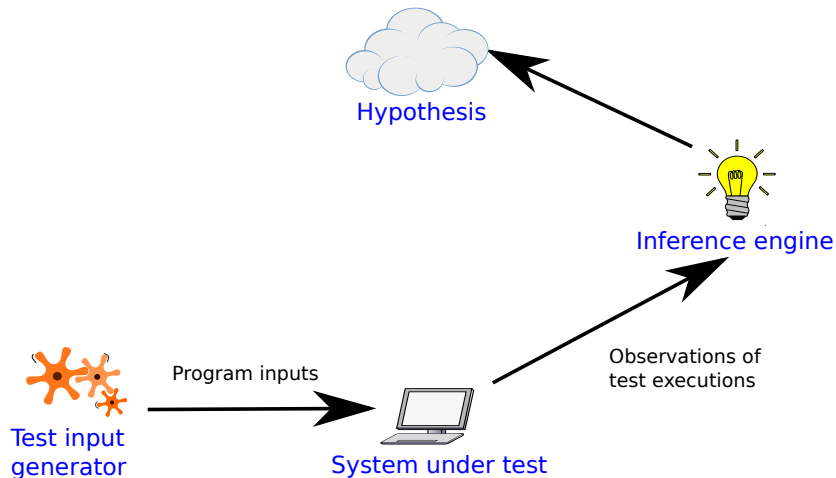 Hypothesis
Inference engine
Observations of
test executions
Program inputs
Test input
generator
System under test